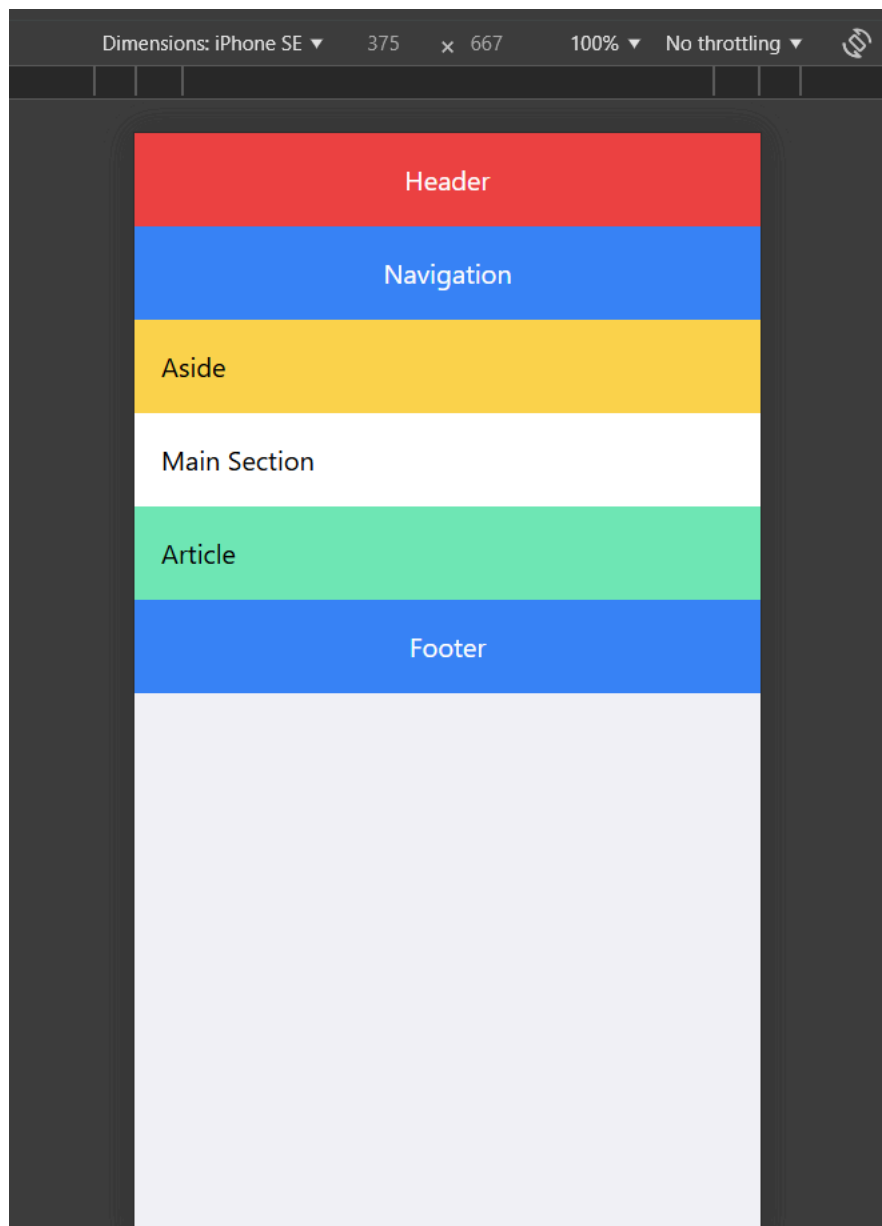 Dimensions: iPhone SE ▼ 375 × 667 100% ▼ No throttling ▼
Header
Navigation
Aside
Main Section
Article
Footer